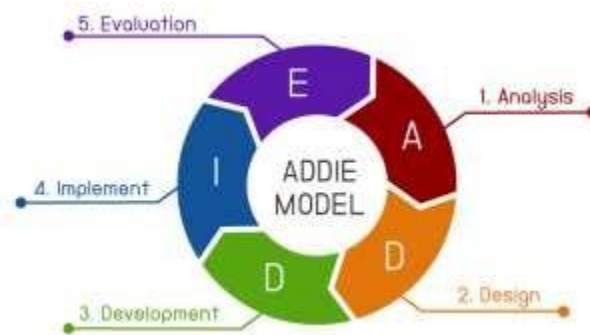 5. Evaluation
E
1. Analysis
A
ADDIE
MODEL
I
4. Implement
D
D
2. Design
3. Development